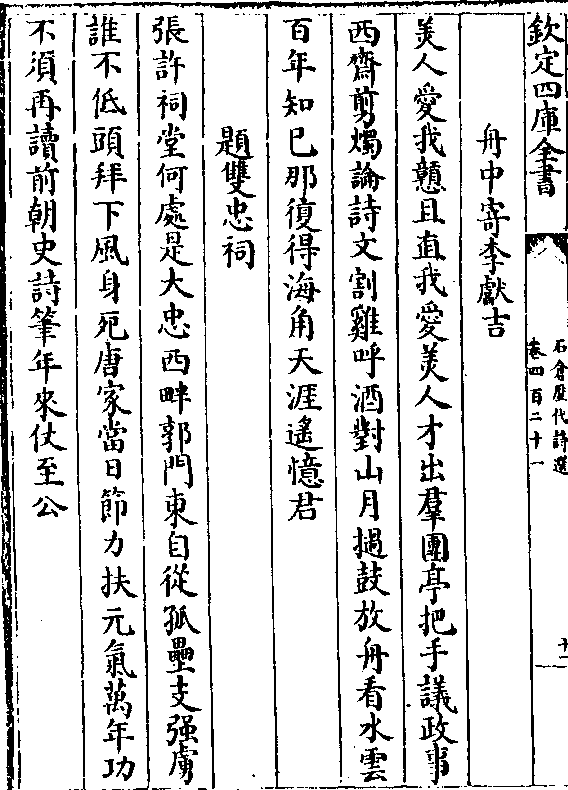 欽定四庫全書
石倉歷代詩選
卷四百二十一
十二
舟中寄李獻吉
美人愛我戇且直我愛美人才出羣團亭把手議政事
西齋剪燭論詩文割雞呼酒對山月撾鼓放舟看水雲
百年知已那復得海角天涯遙憶君
題雙忠祠
張許祠堂何處是大忠西畔郭門東自從孤壘支强虜
誰不低頭拜下風身死唐家當日節力扶元氣萬年功
不須再讀前朝史詩筆年來仗至公